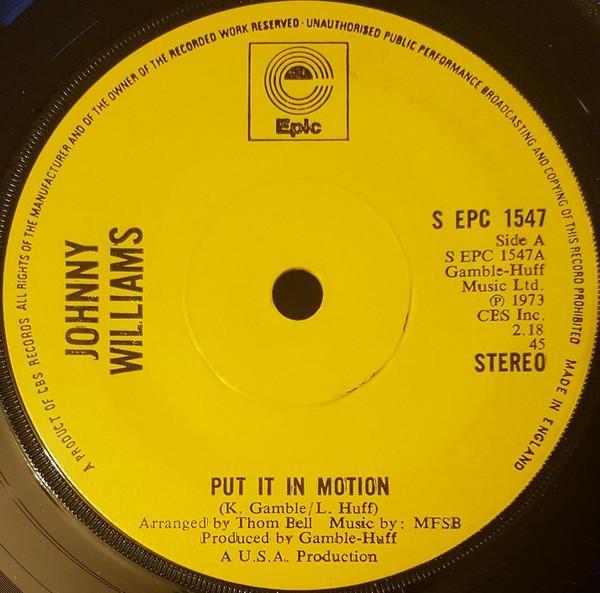 A PRODUCT OF CBS RECORDS ALL RIGHTS OF THE MANUFACTURER AND OF THE OWNER OF THE RECORDED WORK RESERVED · UNAUTHORISED PUBLIC PERFORMANCE BROADCASTING AND COPYING OF THIS RECORD PROHIBITED MADE IN ENGLAND
Epic
JOHNNY
WILLIAMS
S EPC 1547
Side A
S EPC 1547A
Gamble-Huff
Music Ltd.
Ⓟ 1973
CBS Inc.
2.18
45
STEREO
PUT IT IN MOTION
(K. Gamble/L. Huff)
Arranged by Thom Bell Music by: MFSB
Produced by Gamble-Huff
A U.S.A. Production